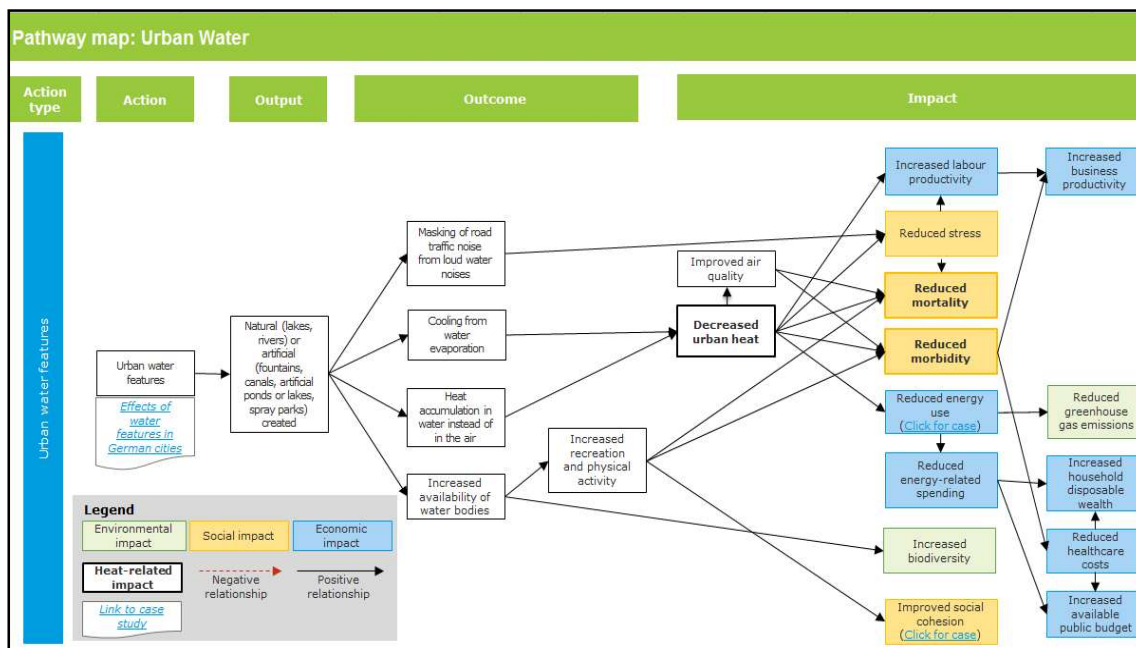 Pathway map: Urban Water
Action
type
Action
Output
Outcome
Impact
Urban water features
Urban water
features
Effects of
water
features in
German cities
Natural (lakes,
rivers) or
artificial
(fountains,
canals, artificial
ponds or lakes,
spray parks)
created
Masking of road
traffic noise
from loud water
noises
Cooling from
water
evaporation
Heat
accumulation in
water instead of
in the air
Increased
availability of
water bodies
Increased
recreation and
physical
activity
Improved air
quality
Decreased
urban heat
Increased labour
productivity
Reduced stress
Reduced
mortality
Reduced
morbidity
Reduced energy
use
(Click for case)
Reduced
energy-related
spending
Increased
biodiversity
Improved social
cohesion
(Click for case)
Increased
business
productivity
Reduced
greenhouse
gas emissions
Increased
household
disposable
wealth
Reduced
healthcare
costs
Increased
available
public budget
Legend
Environmental
impact
Social impact
Economic
impact
Heat-related
impact
Negative
relationship
Positive
relationship
Link to case
study